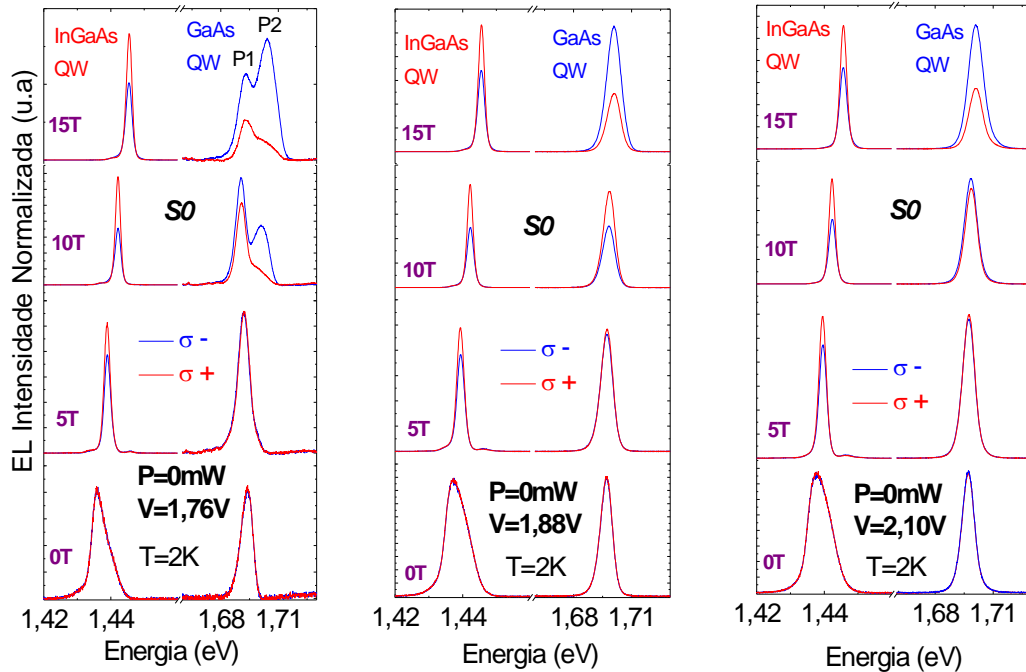 EL Intensidade Normalizada (u.a)
InGaAs
QW
GaAs
QW
P1
P2
15T
10T
S0
σ -
σ +
5T
P=0mW
V=1,76V
T=2K
0T
1,42
1,44
1,68
1,71
Energia (eV)
InGaAs
QW
GaAs
QW
15T
10T
S0
σ -
σ +
5T
P=0mW
V=1,88V
T=2K
0T
1,42
1,44
1,68
1,71
Energia (eV)
InGaAs
QW
GaAs
QW
15T
10T
S0
σ -
σ +
5T
P=0mW
V=2,10V
T=2K
0T
1,42
1,44
1,68
1,71
Energia (eV)